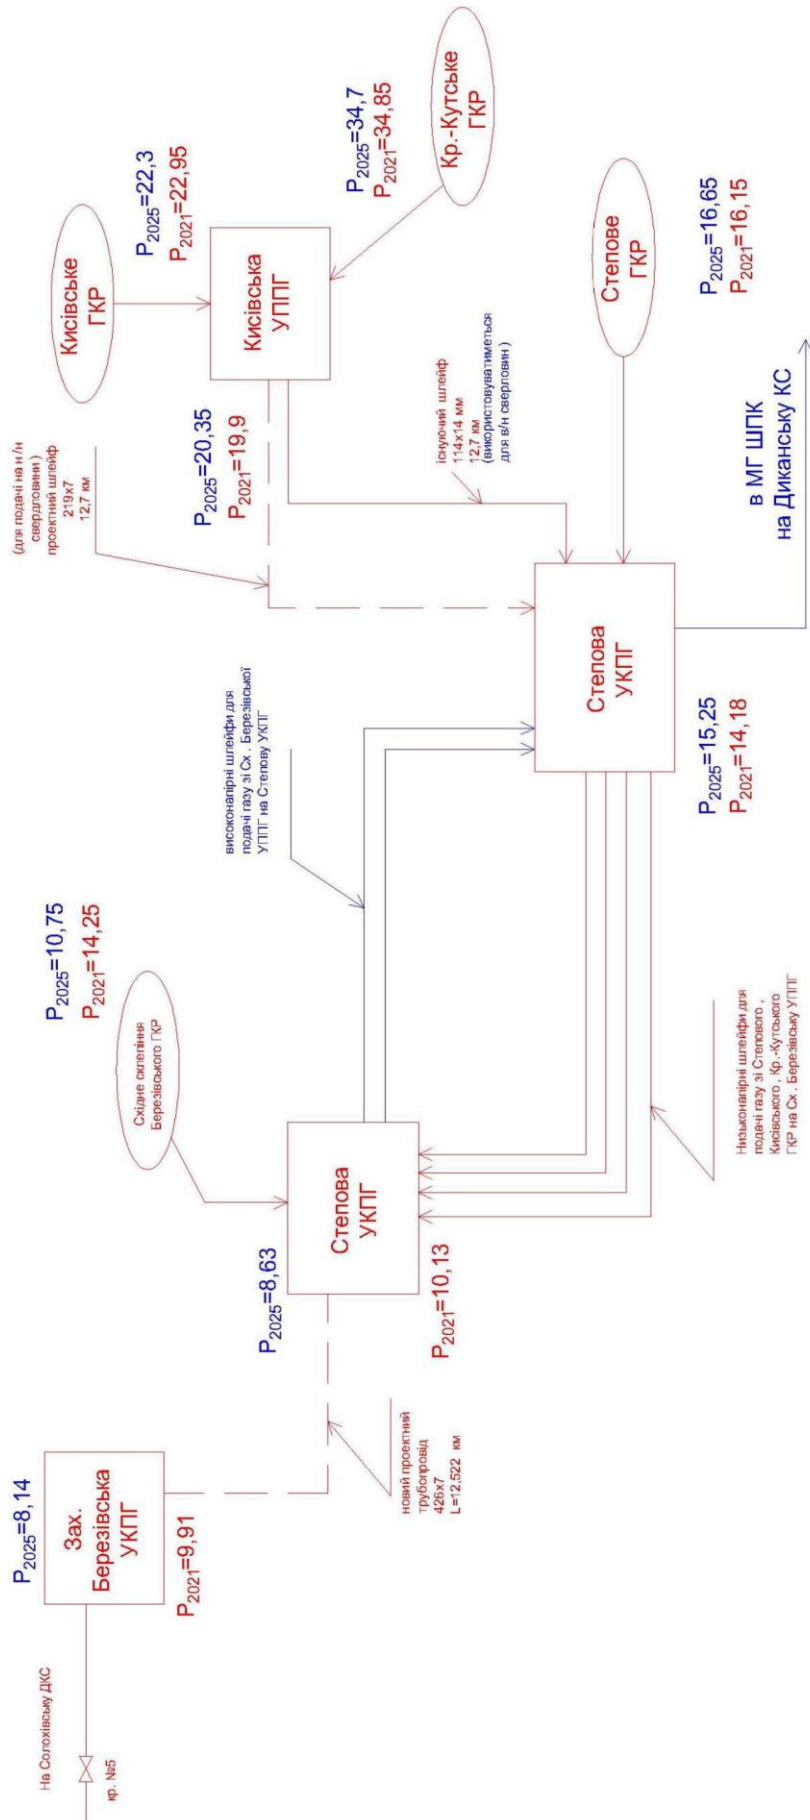 На Солохівську ДКС
кр. №5
P2025=8,14
Зах.
Березівська
УКПГ
P2021=9,91
новий проектний
трубопровід
426x7
L=12,522 км
P2025=8,63
Степова
УКПГ
P2021=10,13
Східне склепіння
Березівського ГКР
P2025=10,75
P2021=14,25
високонапірні шлейфи для
подачі газу зі Сх. Березівської
УППГ на Степову УКПГ
Низьконапірні шлейфи для
подачі газу зі Степового,
Кисівського, Кр.-Кутського
ГКР на Сх. Березівську УППГ
(для подачі на н/н
свердловини)
проектний шлейф
219x7
12,7 км
Степова
УКПГ
P2025=15,25
P2021=14,18
в МГ ШПК
на Диканську КС
існуючий шлейф
114x14 мм
12,7 км
(використовуватиметься
для в/н сверловин)
P2025=20,35
P2021=19,9
Кисівська
УППГ
Кисівське
ГКР
P2025=22,3
P2021=22,95
P2025=34,7
P2021=34,85
Кр.-Кутське
ГКР
Степове
ГКР
P2025=16,65
P2021=16,15